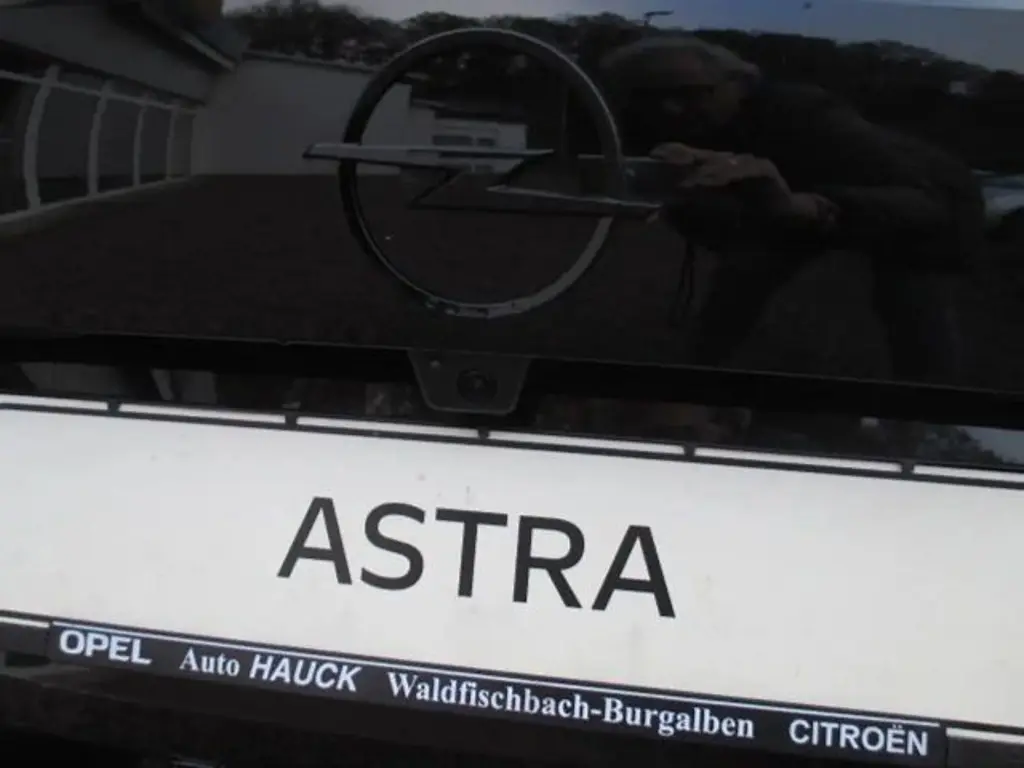 ASTRA
OPEL Auto HAUCK Waldfischbach-Burgalben CITROËN